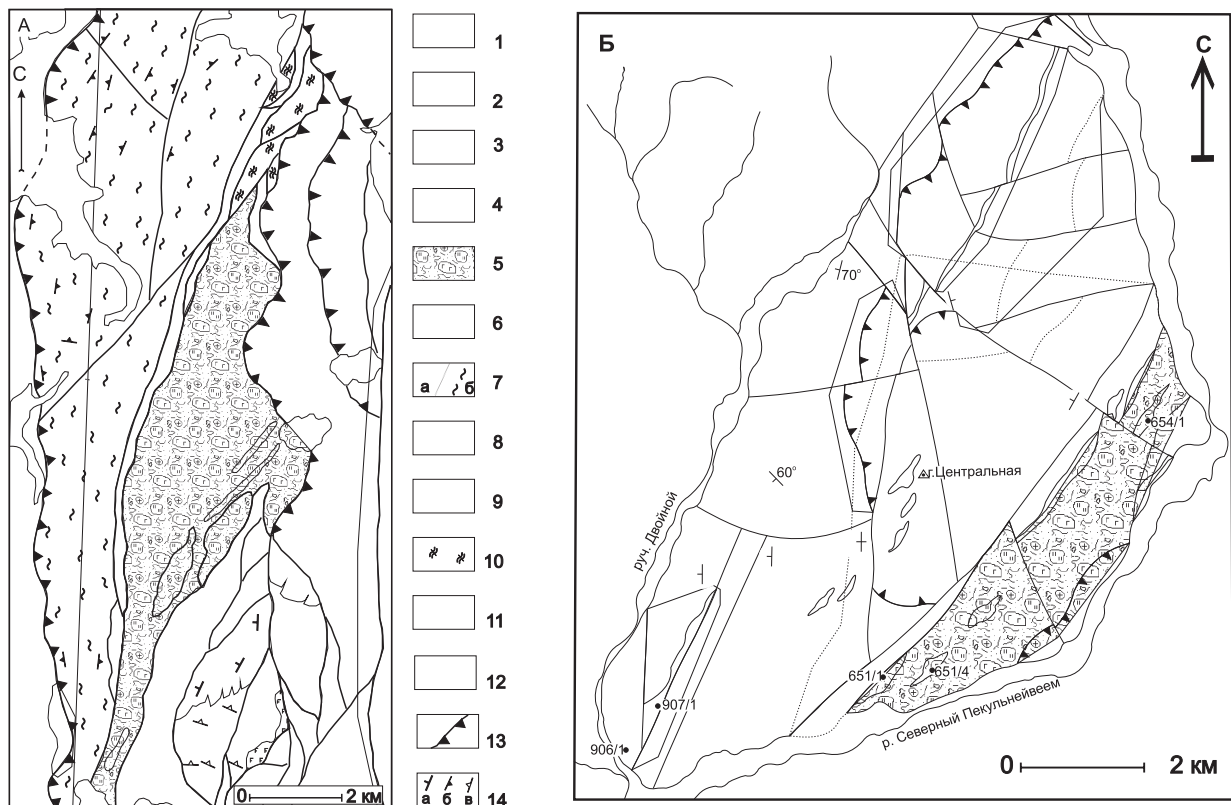 А
С
0 2 км
1
2
3
4
5
6
а б 7
8
9
10
11
12
13
а б в 14
Б
С
70°
654/1
г.Центральная
60°
руч. Двойной
651/1
651/4
907/1
р. Северный Пекульнейвеем
906/1
0 2 км